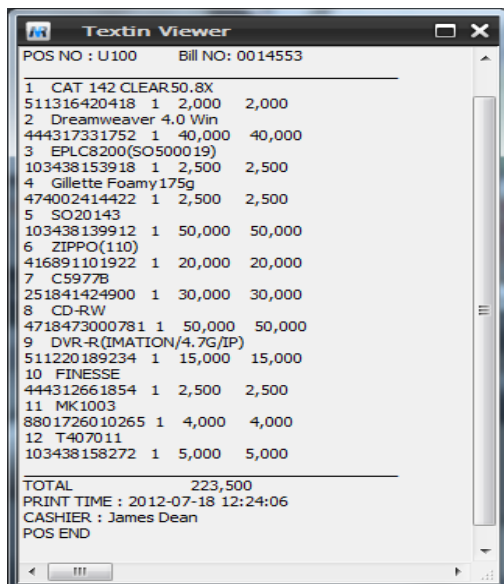 Textin Viewer
POS NO : U100 Bill NO: 0014553
1 CAT 142 CLEAR50.8X
511316420418 1 2,000 2,000
2 Dreamweaver 4.0 Win
444317331752 1 40,000 40,000
3 EPLC8200(SO500019)
103438153918 1 2,500 2,500
4 Gillette Foamy175g
474002414422 1 2,500 2,500
5 SO20143
103438139912 1 50,000 50,000
6 ZIPPO(110)
416891101922 1 20,000 20,000
7 C5977B
251841424900 1 30,000 30,000
8 CD-RW
4718473000781 1 50,000 50,000
9 DVR-R(IMATION/4.7G/IP)
511220189234 1 15,000 15,000
10 FINESSE
444312661854 1 2,500 2,500
11 MK1003
8801726010265 1 4,000 4,000
12 T407011
103438158272 1 5,000 5,000
TOTAL 223,500
PRINT TIME : 2012-07-18 12:24:06
CASHIER : James Dean
POS END